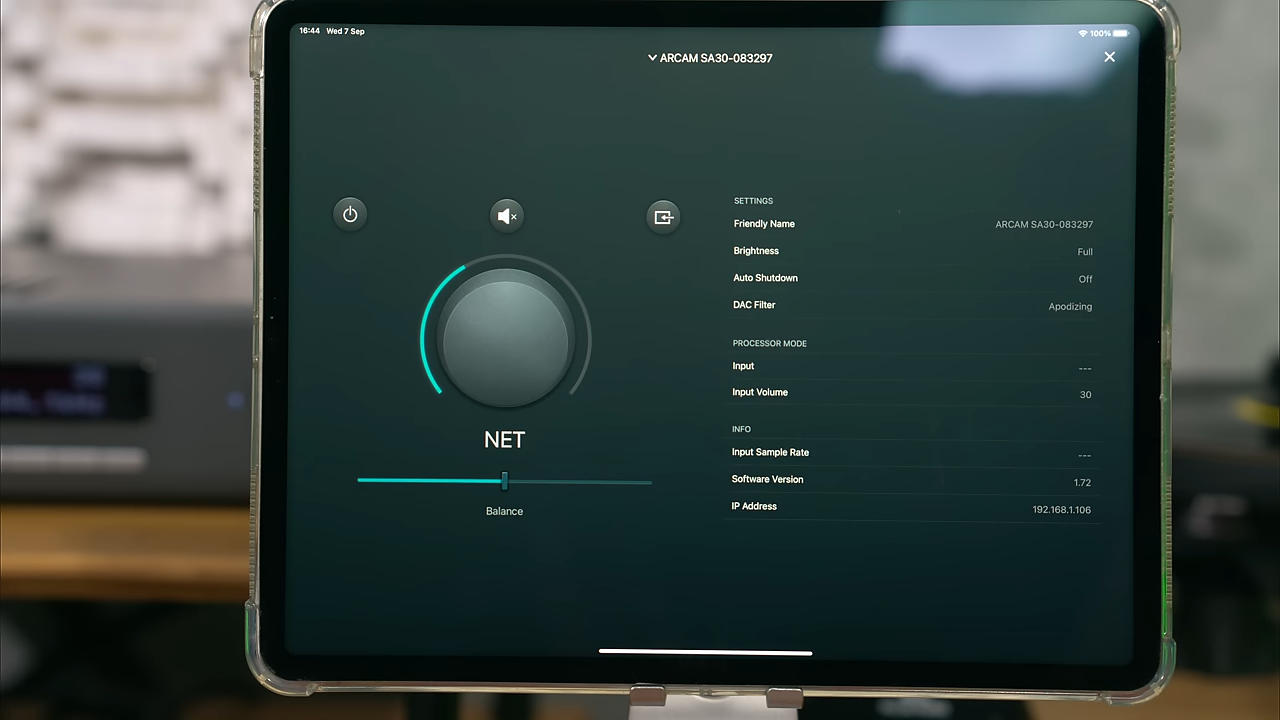 16:44 Wed 7 Sep
100%
ARCAM SA30-083297
SETTINGS
Friendly Name ARCAM SA30-083297
Brightness Full
Auto Shutdown Off
DAC Filter Apodizing
PROCESSOR MODE
Input ---
Input Volume 30
INFO
Input Sample Rate ---
Software Version 1.72
IP Address 192.168.1.106
NET
Balance